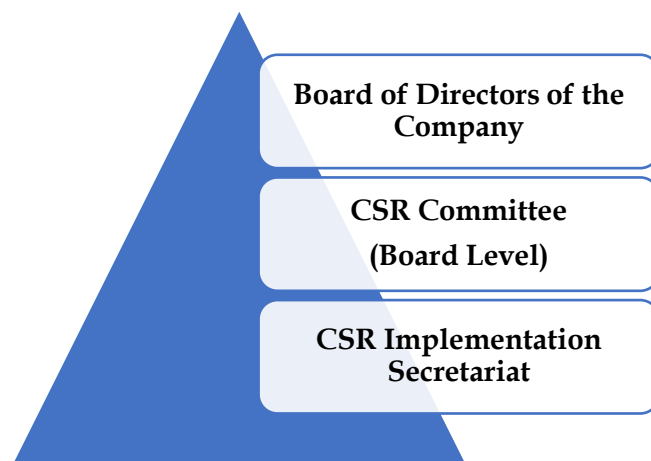 Board of Directors of the
Company
CSR Committee
(Board Level)
CSR Implementation
Secretariat